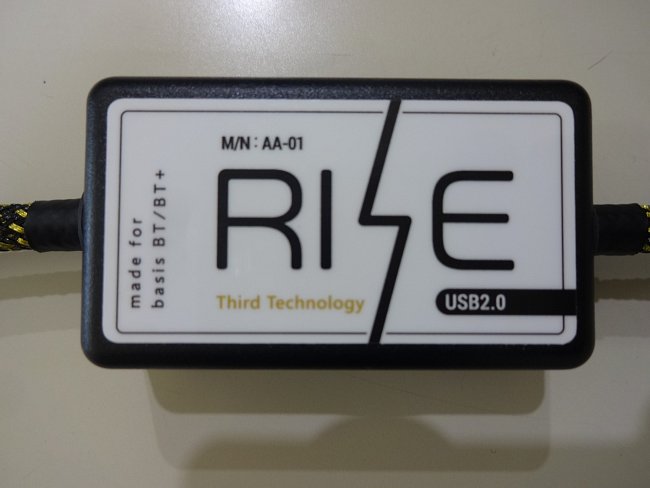 M/N : AA-01
RISE
Third Technology
USB2.0
made for
basis BT/BT+